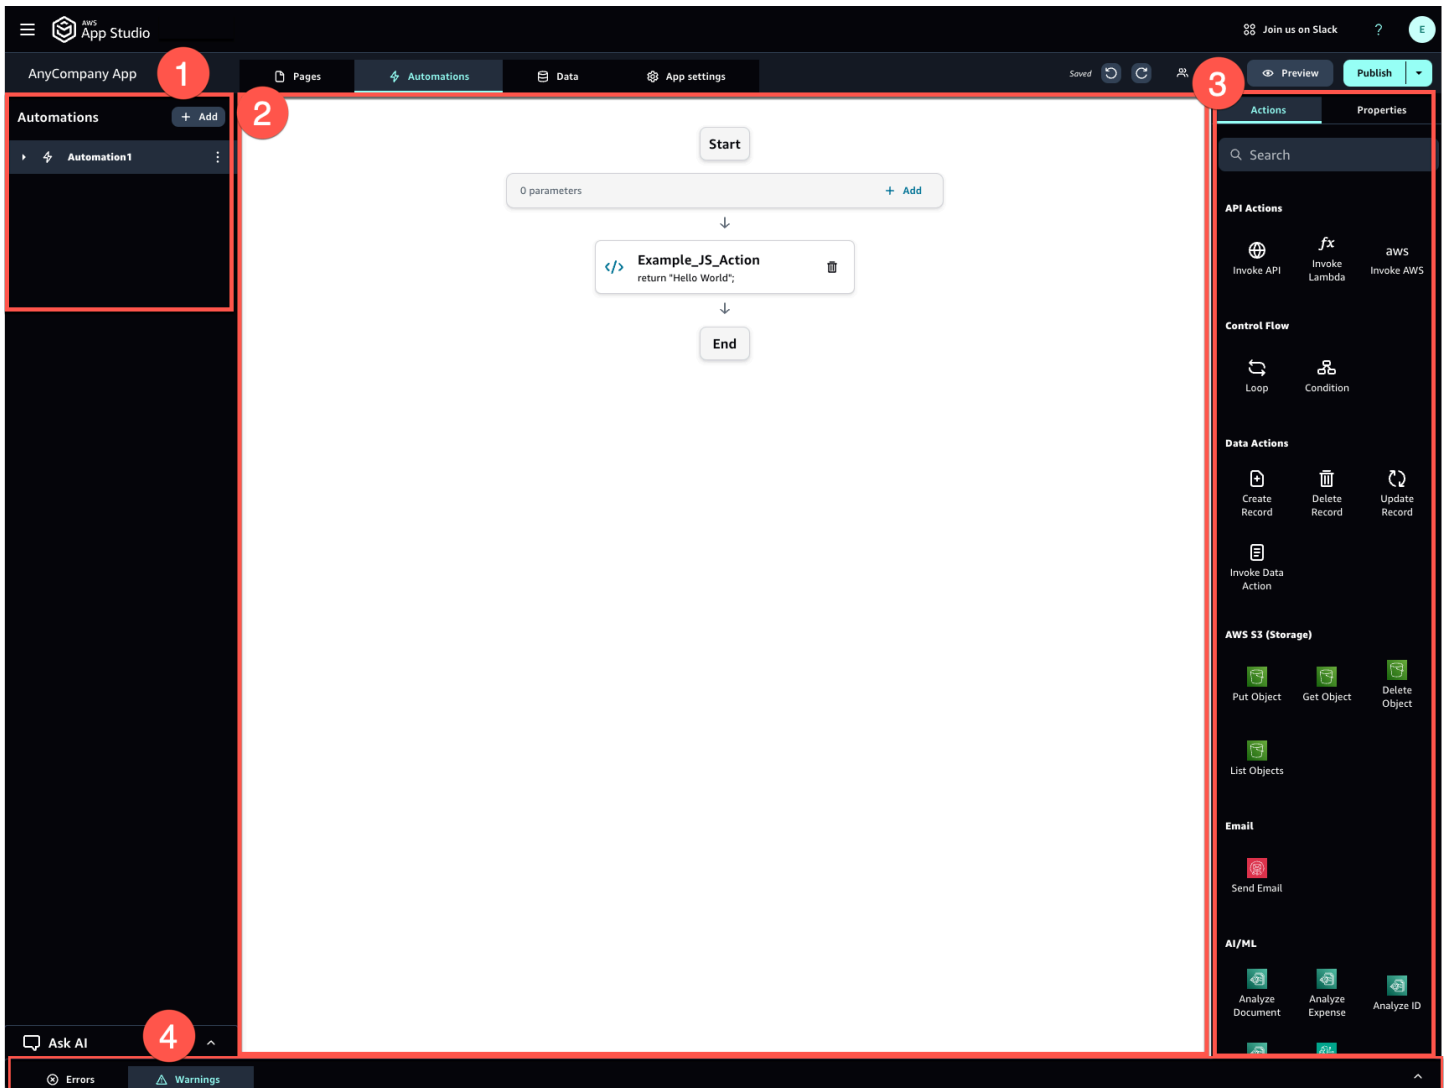 aws
App Studio
Join us on Slack
?
E
AnyCompany App
1
Pages
Automations
Data
App settings
Saved
3
Preview
Publish
Automations
+ Add
2
Automation1
Start
0 parameters
+ Add
Example_JS_Action
return "Hello World";
End
Actions
Properties
Search
API Actions
Invoke API
fx
Invoke
Lambda
aws
Invoke AWS
Control Flow
Loop
Condition
Data Actions
Create
Record
Delete
Record
Update
Record
Invoke Data
Action
AWS S3 (Storage)
Put Object
Get Object
Delete
Object
List Objects
Email
Send Email
AI/ML
Analyze
Document
Analyze
Expense
Analyze ID
Ask AI
4
Errors
Warnings